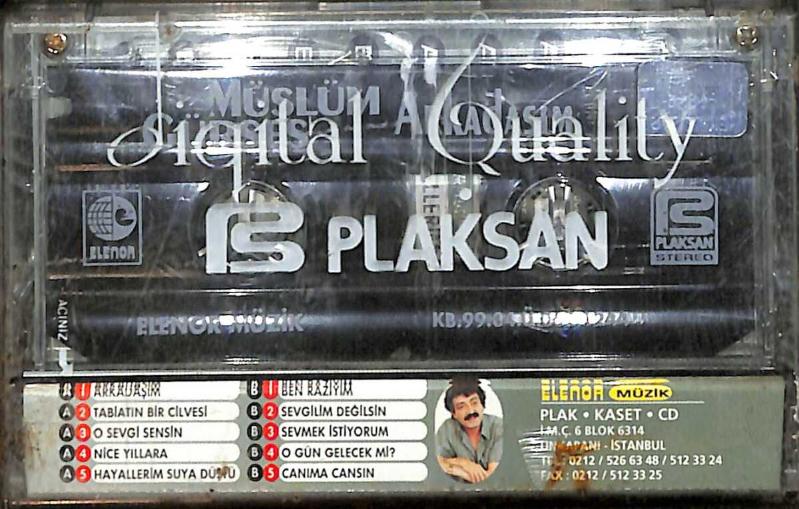 MÜSLÜM
ARKADAŞIM
Digital Quality
ELENOR
PLAKSAN
PLAKSAN
STEREO
AÇINIZ
ELENOR MÜZİK
KB.99.04.Ü
A 1 ARKADAŞIM
A 2 TABİATIN BİR CİLVESİ
A 3 O SEVGİ SENSİN
A 4 NİCE YILLARA
A 5 HAYALLERİM SUYA DÜŞTÜ
B 1 BEN RAZIYIM
B 2 SEVGİLİM DEĞİLSİN
B 3 SEVMEK İSTİYORUM
B 4 O GÜN GELECEK Mİ?
B 5 CANIMA CANSIN
ELENOR MÜZİK
PLAK • KASET • CD
İ.M.Ç. 6 BLOK 6314
UNKAPANI - İSTANBUL
TEL : 0212 / 526 63 48 / 512 33 24
FAX : 0212 / 512 33 25